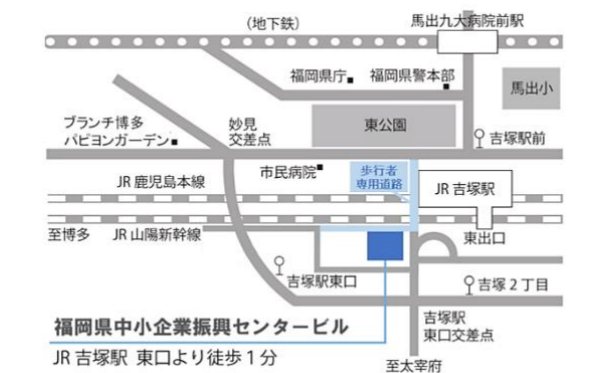 (地下鉄)
馬出九大病院前駅
福岡県庁
福岡県警本部
馬出小
ブランチ博多
パピヨンガーデン
妙見
交差点
東公園
吉塚駅前
市民病院
歩行者
専用道路
JR 鹿児島本線
JR 吉塚駅
至博多
JR 山陽新幹線
東出口
吉塚駅東口
吉塚2丁目
福岡県中小企業振興センタービル
吉塚駅
東口交差点
JR 吉塚駅 東口より徒歩1分
至太宰府